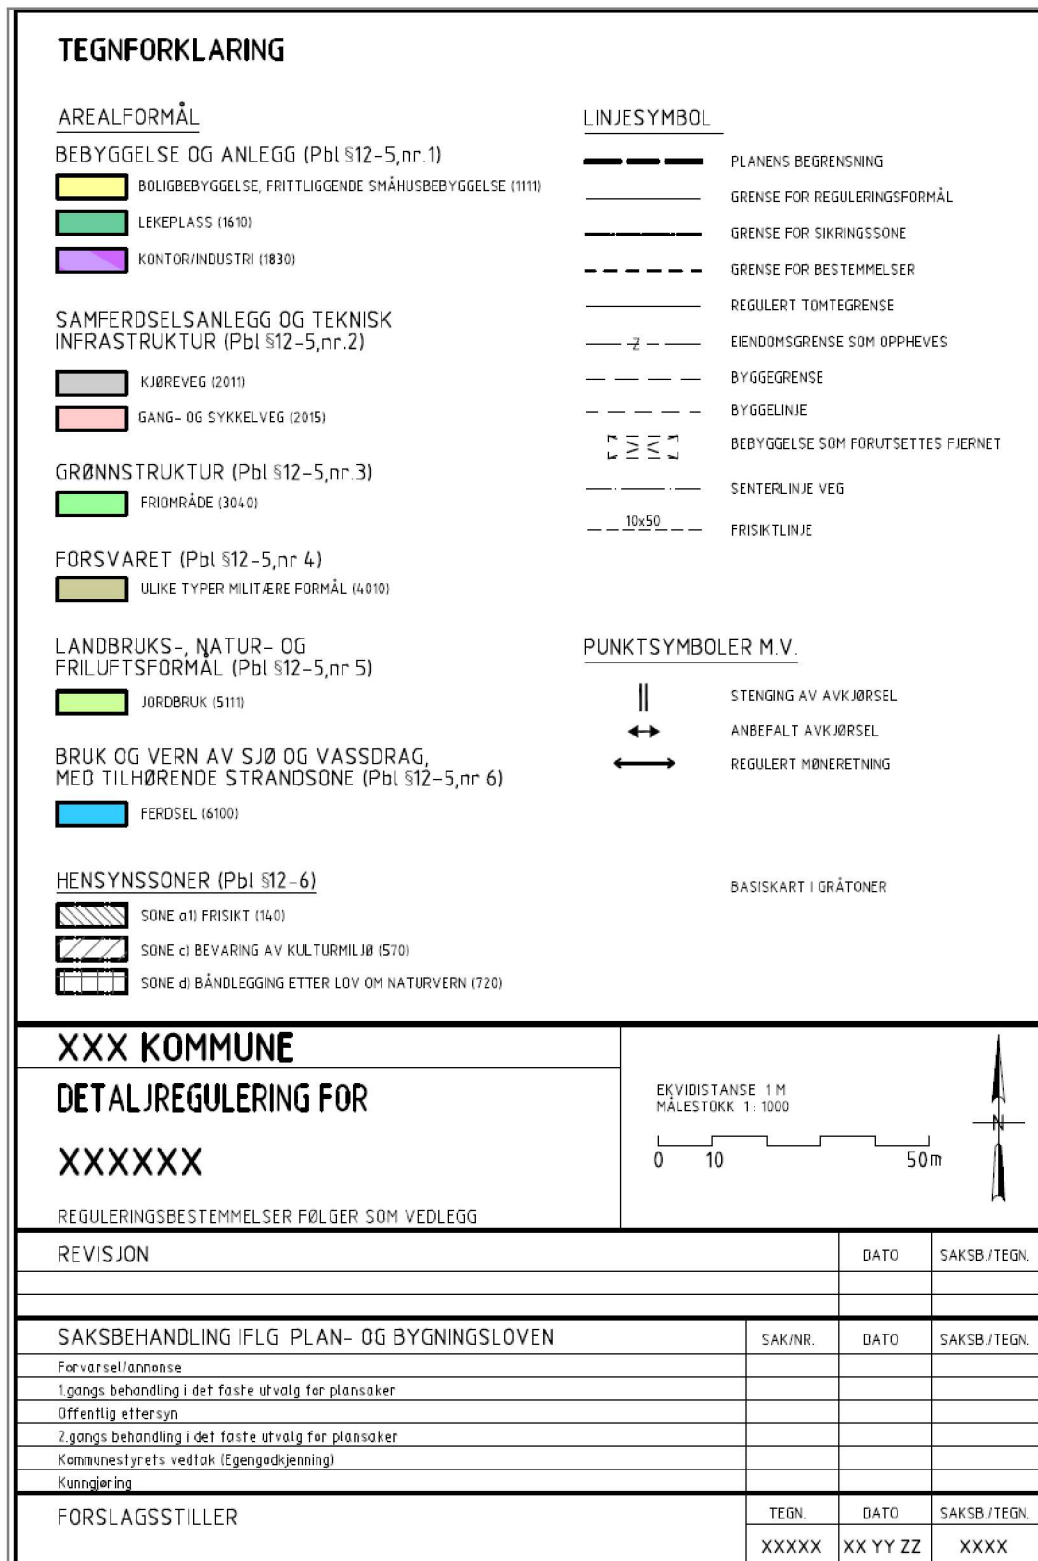 TEGNFORKLARING
AREALFORMÅL
BEBYGGELSE OG ANLEGG (Pbl §12-5,nr.1)
BOLIGBEBYGGELSE, FRITTLIGGENDE SMÅHUSBEBYGGELSE (1111)
LEKEPLASS (1610)
KONTOR/INDUSTRI (1830)
SAMFERDSELSANLEGG OG TEKNISK
INFRASTRUKTUR (Pbl §12-5,nr.2)
KJØREVEG (2011)
GANG- OG SYKKELVEG (2015)
GRØNNSTRUKTUR (Pbl §12-5,nr.3)
FRIOMRÅDE (3040)
FORSVARET (Pbl §12-5,nr 4)
ULIKE TYPER MILITÆRE FORMÅL (4010)
LANDBRUKS-, NATUR- OG
FRILUFTSFORMÅL (Pbl §12-5,nr 5)
JORDBRUK (5111)
BRUK OG VERN AV SJØ OG VASSDRAG,
MED TILHØRENDE STRANDSONE (Pbl §12-5,nr 6)
FERDSEL (6100)
HENSYNSSONER (Pbl §12-6)
SONE a1) FRISIKT (140)
SONE c) BEVARING AV KULTURMILJØ (570)
SONE d) BÅNDLEGGING ETTER LOV OM NATURVERN (720)
LINJESYMBOL
PLANENS BEGRENSNING
GRENSE FOR REGULERINGSFORMÅL
GRENSE FOR SIKRINGSSONE
GRENSE FOR BESTEMMELSER
REGULERT TOMTEGRENSE
Z EIENDOMSGRENSE SOM OPPHEVES
BYGGEGRENSE
BYGGELINJE
BEBYGGELSE SOM FORUTSETTES FJERNET
SENTERLINJE VEG
10x50 FRISIKTLINJE
PUNKTSYMBOLER M.V.
STENGING AV AVKJØRSEL
ANBEFALT AVKJØRSEL
REGULERT MØNERETNING
BASISKART I GRÅTONER
XXX KOMMUNE
DETALJREGULERING FOR
XXXXXX
REGULERINGSBESTEMMELSER FØLGER SOM VEDLEGG
EKVIDISTANSE 1 M
MÅLESTOKK 1: 1000
0 10 50m
N
REVISJON DATO SAKSB./TEGN.
SAKSBEHANDLING IFLG PLAN- OG BYGNINGSLOVEN SAK/NR. DATO SAKSB./TEGN.
Forvarsel/annonse
1.gangs behandling i det faste utvalg for plansaker
Offentlig ettersyn
2.gangs behandling i det faste utvalg for plansaker
Kommunestyrets vedtak (Egengodkjenning)
Kunngjøring
FORSLAGSSTILLER TEGN. DATO SAKSB./TEGN.
XXXXX XX YY ZZ XXXX